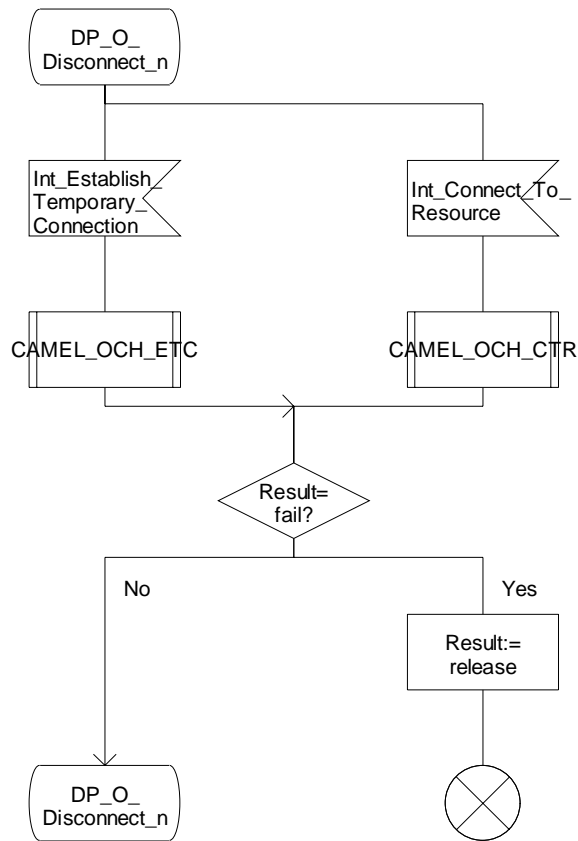 DP_O_
Disconnect_n
Int_Establish_
Temporary_
Connection
Int_Connect_To_
Resource
CAMEL_OCH_ETC
CAMEL_OCH_CTR
Result=
fail?
No
Yes
Result:=
release
DP_O_
Disconnect_n